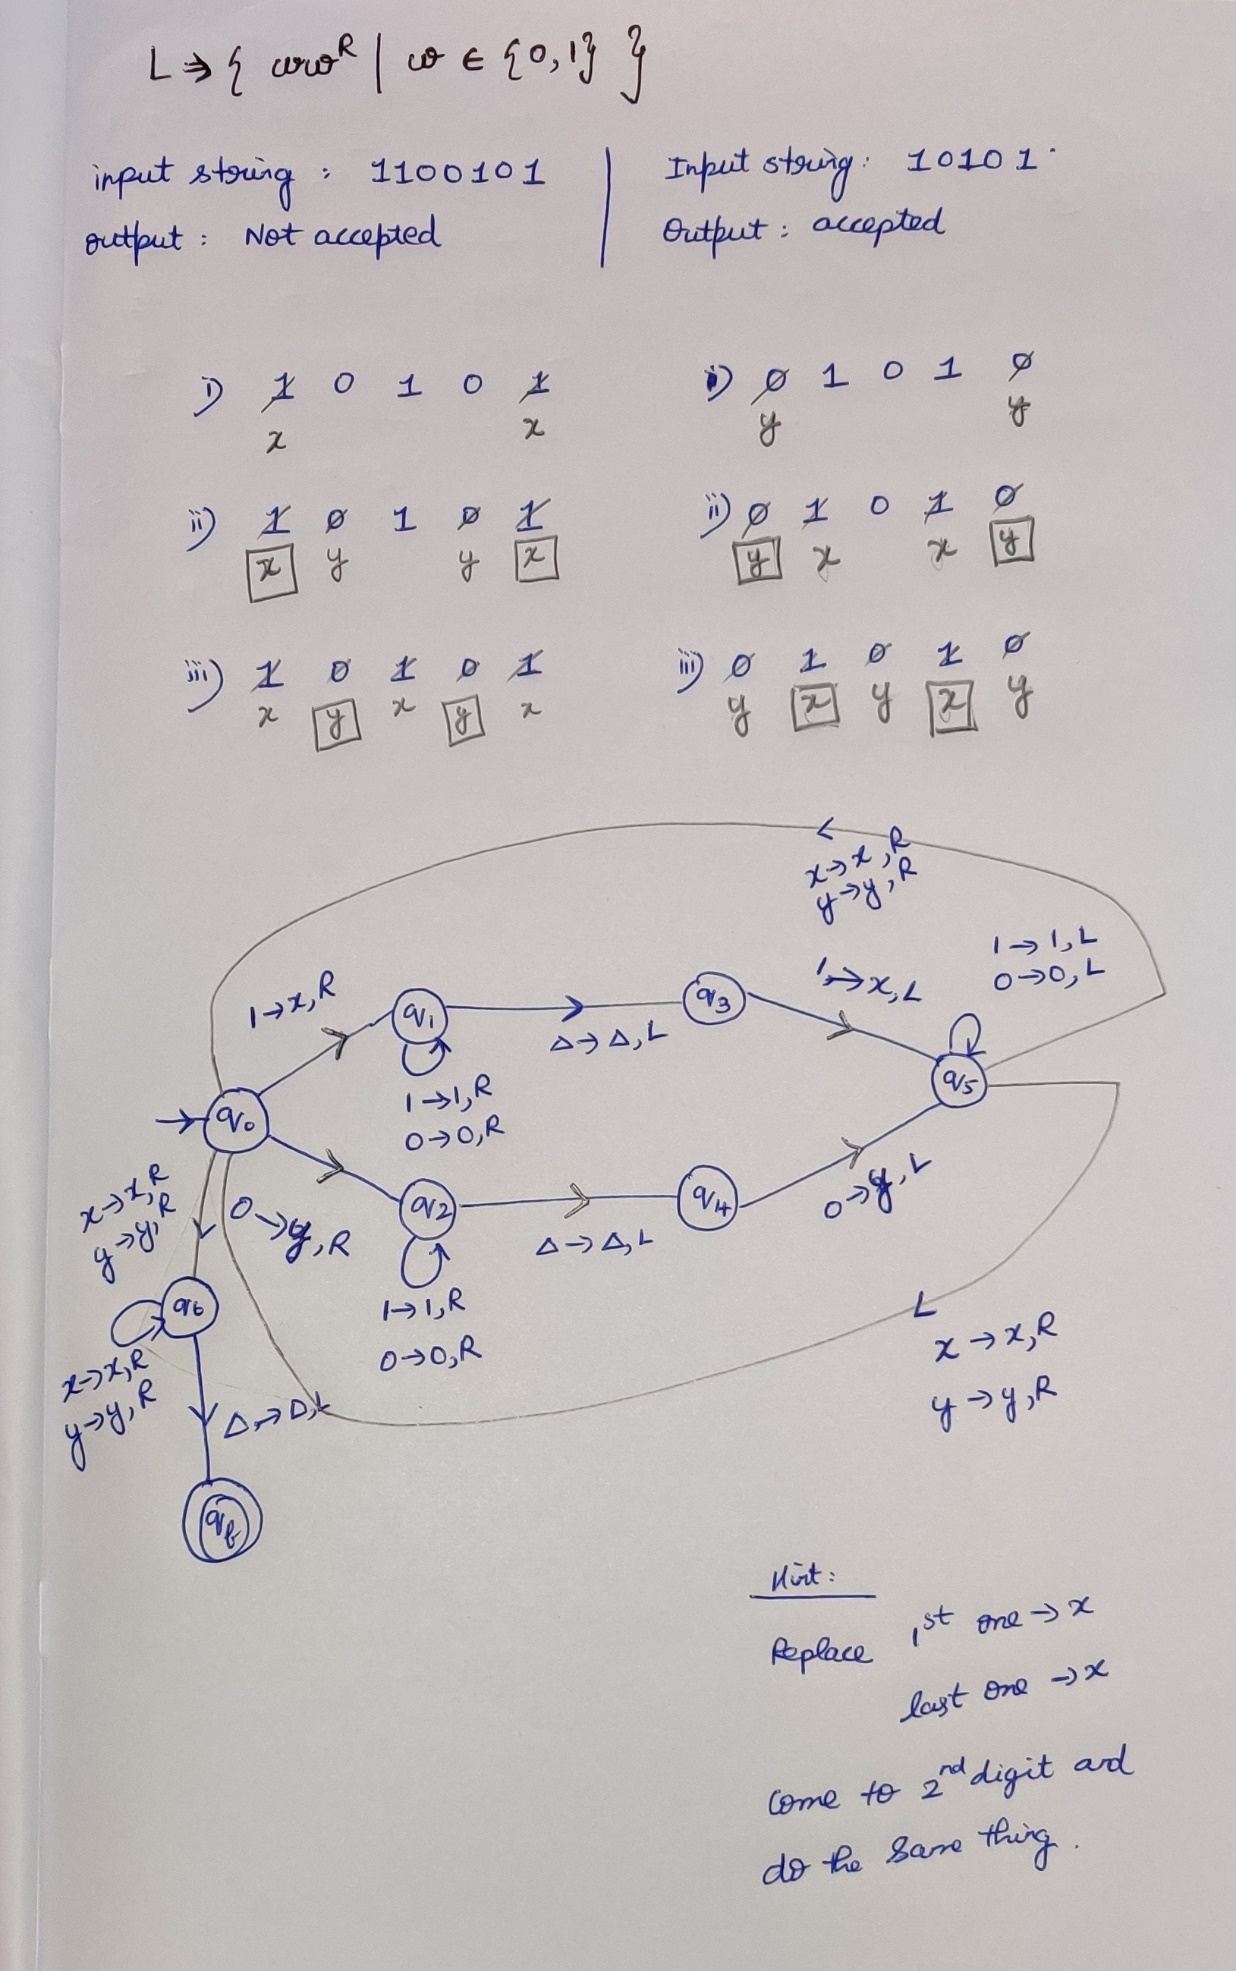 L → { wwᴿ | w ∈ {0,1} }
input string : 1100101
output : Not accepted
Input string : 10101
Output : accepted
i) 1 0 1 0 1
x x
ii) 1 0 1 0 1
x y y x
iii) 1 0 1 0 1
x y x y x
i) 0 1 0 1 0
y y
ii) 0 1 0 1 0
y x x y
iii) 0 1 0 1 0
y x y x y
x→x,R
y→y,R
1→1,L
0→0,L
1→x,R
q1
Δ→Δ,L
q3
1→x,L
q5
1→1,R
0→0,R
q0
x→x,R
y→y,R
0→y,R
q2
Δ→Δ,L
q4
0→y,L
1→1,R
0→0,R
q6
x→x,R
y→y,R
Δ→Δ,L
x→x,R
y→y,R
qf
Hint:
Replace 1st one → x
last one → x
Come to 2nd digit and
do the same thing.